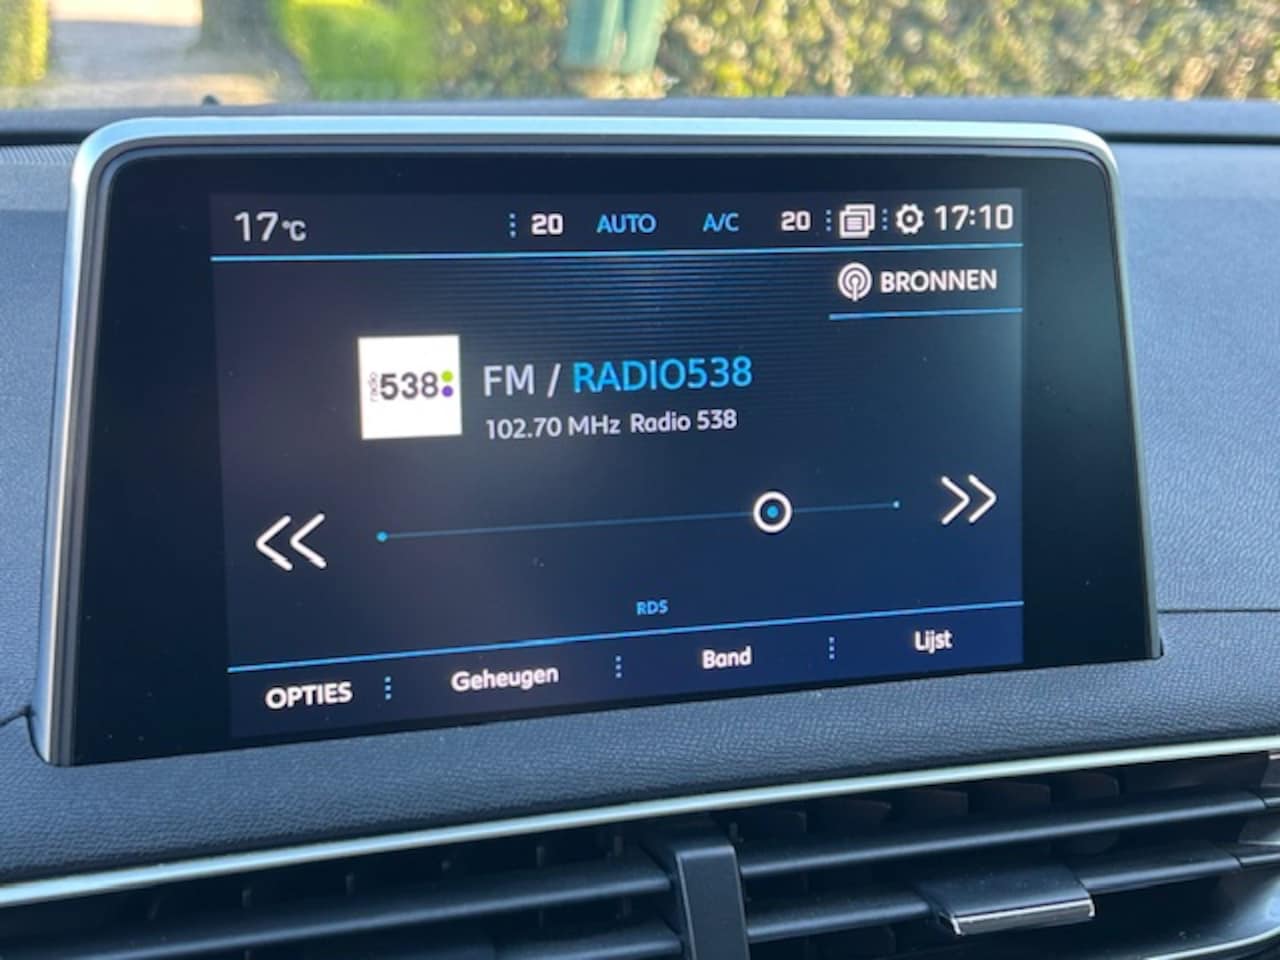 17°C 20 AUTO A/C 20 17:10
BRONNEN
radio 538
FM / RADIO538
102.70 MHz Radio 538
RDS
OPTIES Geheugen Band Lijst